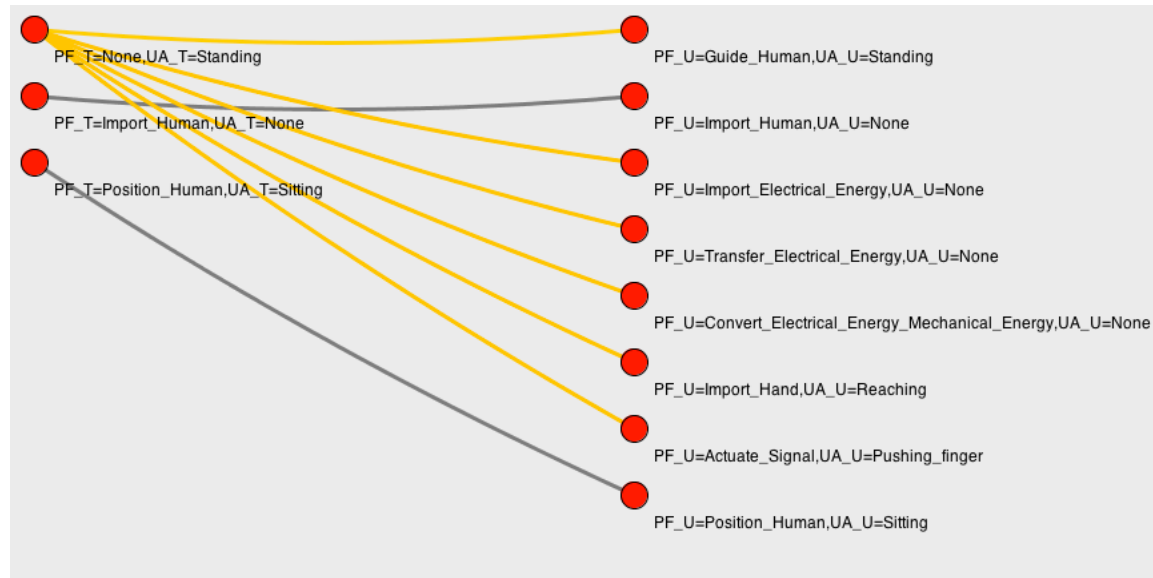 PF_T=None,UA_T=Standing
PF_U=Guide_Human,UA_U=Standing
PF_T=Import_Human,UA_T=None
PF_U=Import_Human,UA_U=None
PF_T=Position_Human,UA_T=Sitting
PF_U=Import_Electrical_Energy,UA_U=None
PF_U=Transfer_Electrical_Energy,UA_U=None
PF_U=Convert_Electrical_Energy_Mechanical_Energy,UA_U=None
PF_U=Import_Hand,UA_U=Reaching
PF_U=Actuate_Signal,UA_U=Pushing_finger
PF_U=Position_Human,UA_U=Sitting